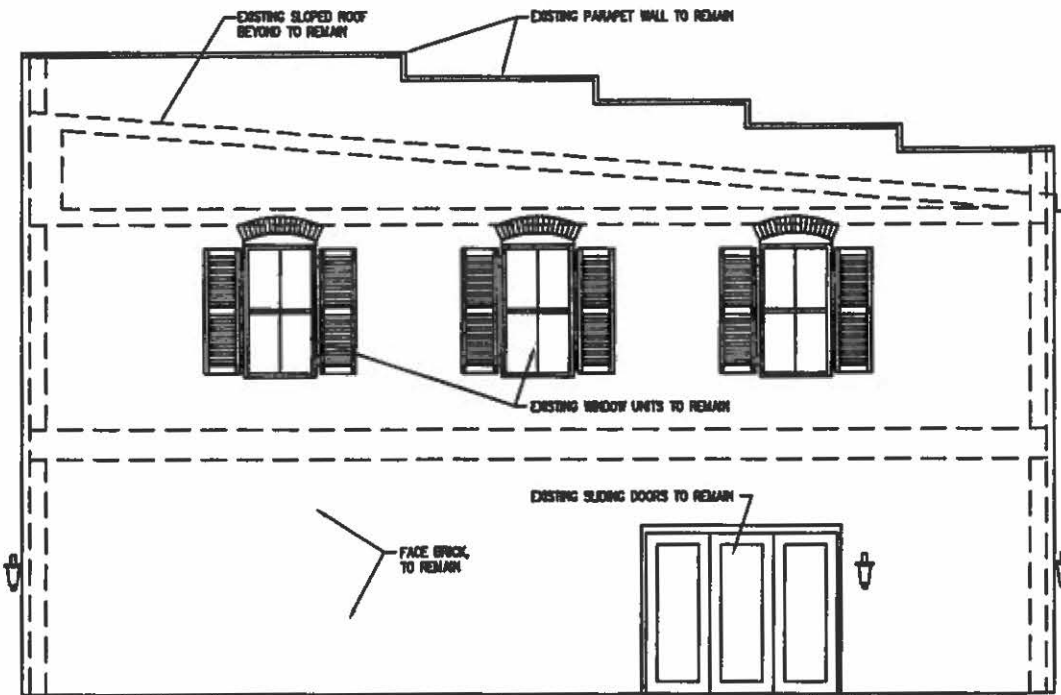 EXISTING SLOPED ROOF
BEYOND TO REMAIN
EXISTING PARAPET WALL TO REMAIN
EXISTING WINDOW UNITS TO REMAIN
EXISTING SLIDING DOORS TO REMAIN
FACE BRICK,
TO REMAIN